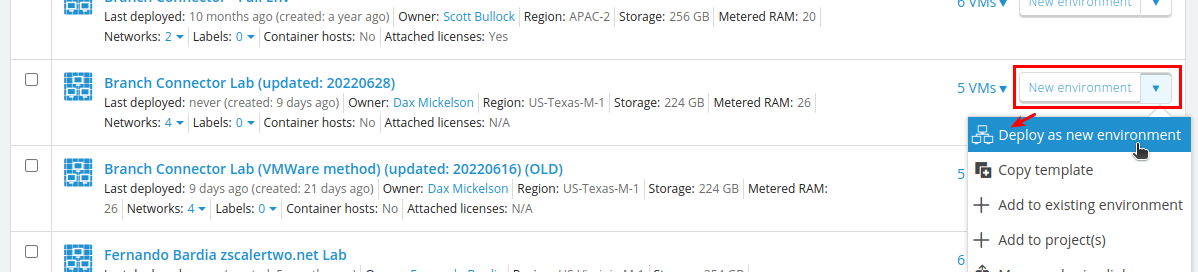 Last deployed: 10 months ago (created: a year ago) Owner: Scott Bullock Region: APAC-2 Storage: 256 GB Metered RAM: 20
6 VMs New environment
Networks: 2 Labels: 0 Container hosts: No Attached licenses: Yes
Branch Connector Lab (updated: 20220628)
Last deployed: never (created: 9 days ago) Owner: Dax Mickelson Region: US-Texas-M-1 Storage: 224 GB Metered RAM: 26
Networks: 4 Labels: 0 Container hosts: No Attached licenses: N/A
5 VMs New environment
Deploy as new environment
Copy template
Add to existing environment
Add to project(s)
Branch Connector Lab (VMWare method) (updated: 20220616) (OLD)
Last deployed: 9 days ago (created: 21 days ago) Owner: Dax Mickelson Region: US-Texas-M-1 Storage: 224 GB Metered RAM:
26 Networks: 4 Labels: 0 Container hosts: No Attached licenses: N/A
5
Fernando Bardia zscalertwo.net Lab
6